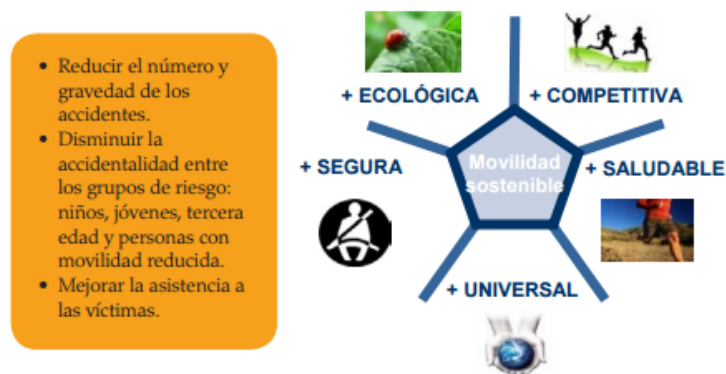 • Reducir el número y
gravedad de los
accidentes.
• Disminuir la
accidentalidad entre
los grupos de riesgo:
niños, jóvenes, tercera
edad y personas con
movilidad reducida.
• Mejorar la asistencia a
las víctimas.
+ ECOLÓGICA
+ COMPETITIVA
+ SEGURA
Movilidad
sostenible
+ SALUDABLE
+ UNIVERSAL